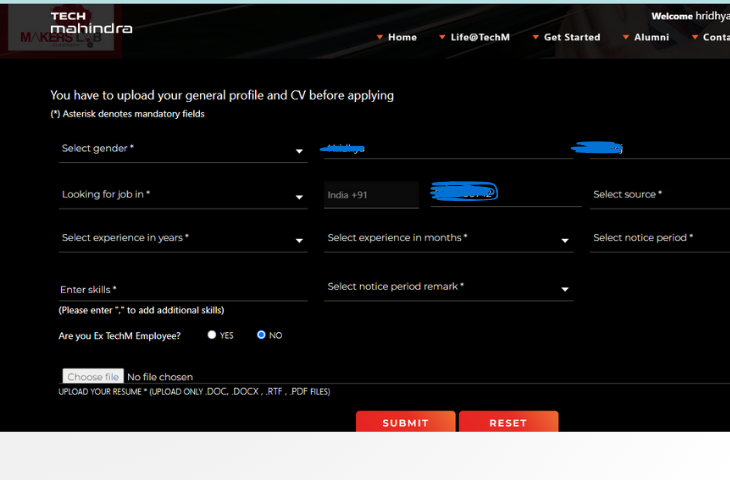 TECH
mahindra
MAKERS LAB
Welcome hridhya
Home Life@TechM Get Started Alumni Conta
You have to upload your general profile and CV before applying
(*) Asterisk denotes mandatory fields
Select gender *
Looking for job in * India +91 Select source *
Select experience in years * Select experience in months * Select notice period *
Enter skills * Select notice period remark *
(Please enter "," to add additional skills)
Are you Ex TechM Employee? YES NO
Choose file No file chosen
UPLOAD YOUR RESUME * (UPLOAD ONLY .DOC, .DOCX , .RTF , .PDF FILES)
SUBMIT RESET